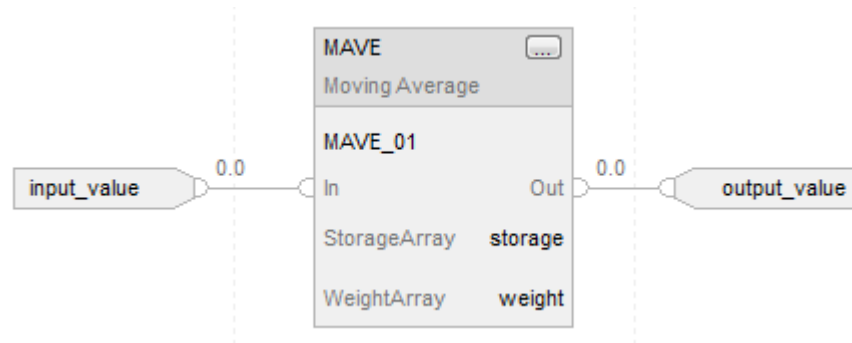 MAVE ...
Moving Average
MAVE_01
input_value 0.0 In Out 0.0 output_value
StorageArray storage
WeightArray weight